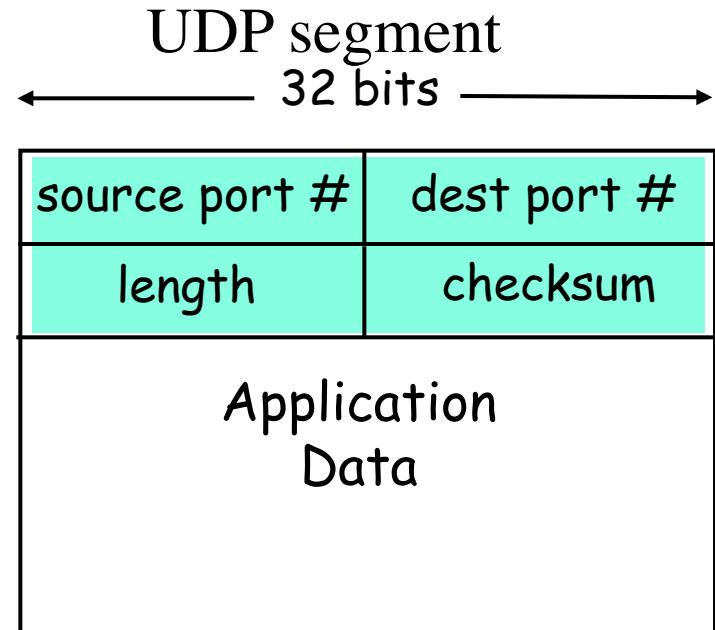 UDP segment
32 bits
source port # dest port #
length checksum
Application
Data